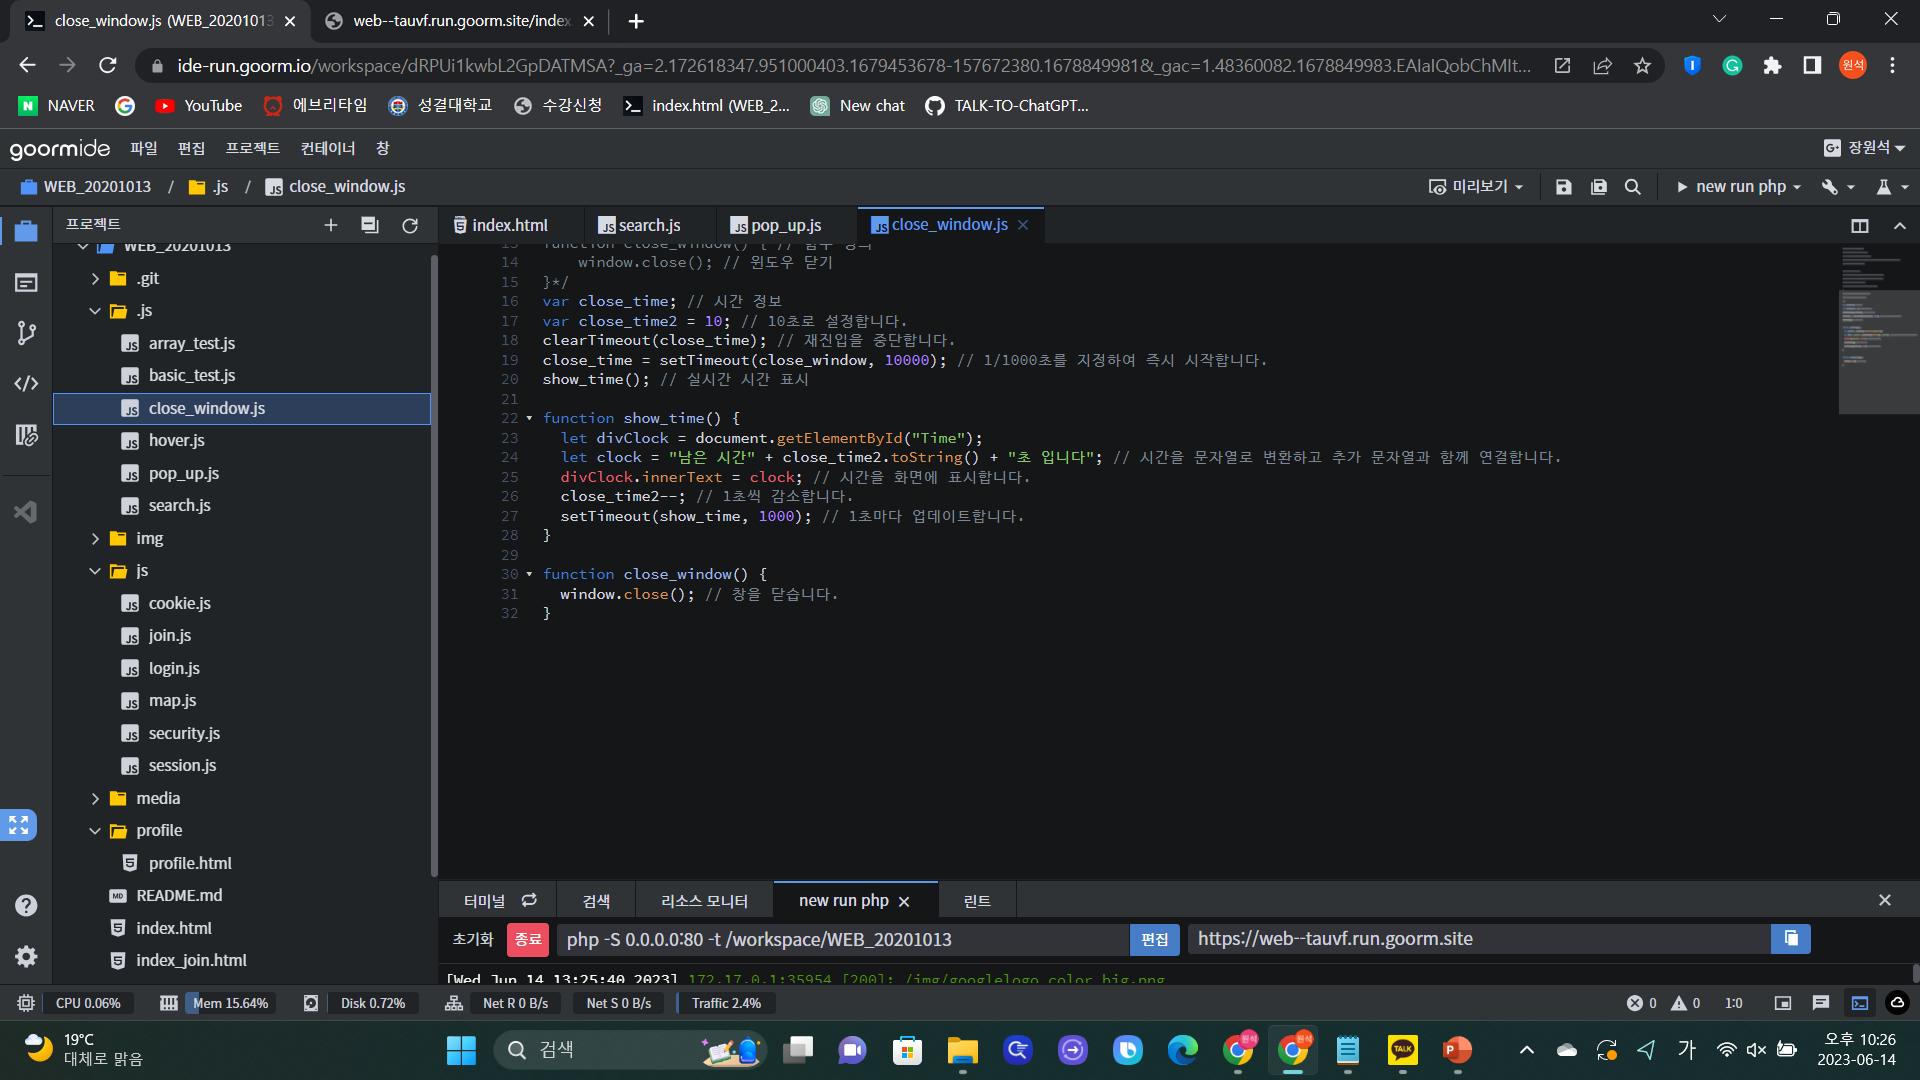 close_window.js (WEB_20201013
web--tauvf.run.goorm.site/index
ide-run.goorm.io/workspace/dRPUi1kwbL2GpDATMSA?_ga=2.172618347.951000403.1679453678-157672380.1678849981&_gac=1.48360082.1678849983.EAIaIQobChMIt...
원석
NAVER
YouTube
에브리타임
성결대학교
수강신청
index.html (WEB_2...
New chat
TALK-TO-ChatGPT...
goormide 파일 편집 프로젝트 컨테이너 창
장원석
WEB_20201013 / .js / close_window.js
미리보기
new run php
프로젝트
index.html
search.js
pop_up.js
close_window.js
WEB_20201013
.git
.js
array_test.js
basic_test.js
close_window.js
hover.js
pop_up.js
search.js
img
js
cookie.js
join.js
login.js
map.js
security.js
session.js
media
profile
profile.html
README.md
index.html
index_join.html
13 function close_window() { // 함수 정의
14 window.close(); // 윈도우 닫기
15 }*/
16 var close_time; // 시간 정보
17 var close_time2 = 10; // 10초로 설정합니다.
18 clearTimeout(close_time); // 재진입을 중단합니다.
19 close_time = setTimeout(close_window, 10000); // 1/1000초를 지정하여 즉시 시작합니다.
20 show_time(); // 실시간 시간 표시
21
22 function show_time() {
23 let divClock = document.getElementById("Time");
24 let clock = "남은 시간" + close_time2.toString() + "초 입니다"; // 시간을 문자열로 변환하고 추가 문자열과 함께 연결합니다.
25 divClock.innerText = clock; // 시간을 화면에 표시합니다.
26 close_time2--; // 1초씩 감소합니다.
27 setTimeout(show_time, 1000); // 1초마다 업데이트합니다.
28 }
29
30 function close_window() {
31 window.close(); // 창을 닫습니다.
32 }
터미널
검색
리소스 모니터
new run php
린트
초기화
종료
php -S 0.0.0.0:80 -t /workspace/WEB_20201013
편집
https://web--tauvf.run.goorm.site
[Wed Jun 14 13:25:40 2023] 172.17.0.1:35954 [200]: /img/googlelogo_color_big.png
CPU 0.06%
Mem 15.64%
Disk 0.72%
Net R 0 B/s
Net S 0 B/s
Traffic 2.4%
0
0
1:0
19°C
대체로 맑음
검색
가
오후 10:26
2023-06-14